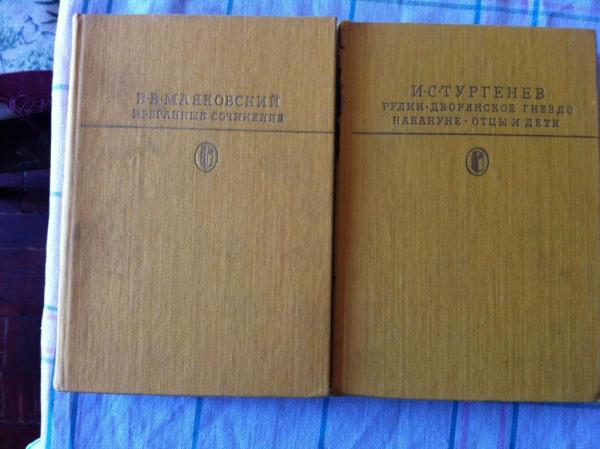 В·В·МАЯКОВСКИЙ
ИЗБРАННЫЕ СОЧИНЕНИЯ
И·С·ТУРГЕНЕВ
РУДИН·ДВОРЯНСКОЕ ГНЕЗДО
НАКАНУНЕ·ОТЦЫ И ДЕТИ